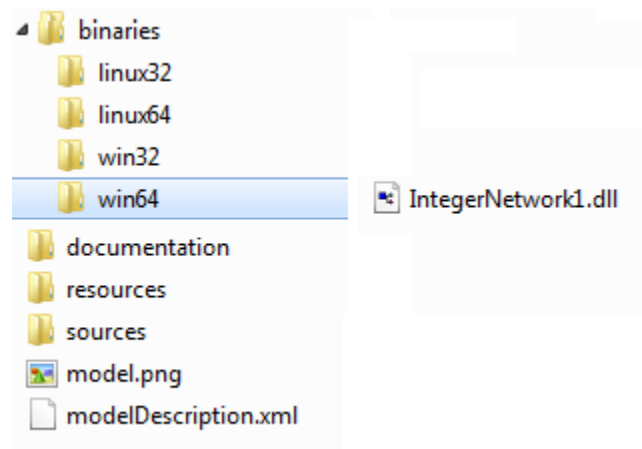 binaries
linux32
linux64
win32
win64
IntegerNetwork1.dll
documentation
resources
sources
model.png
modelDescription.xml